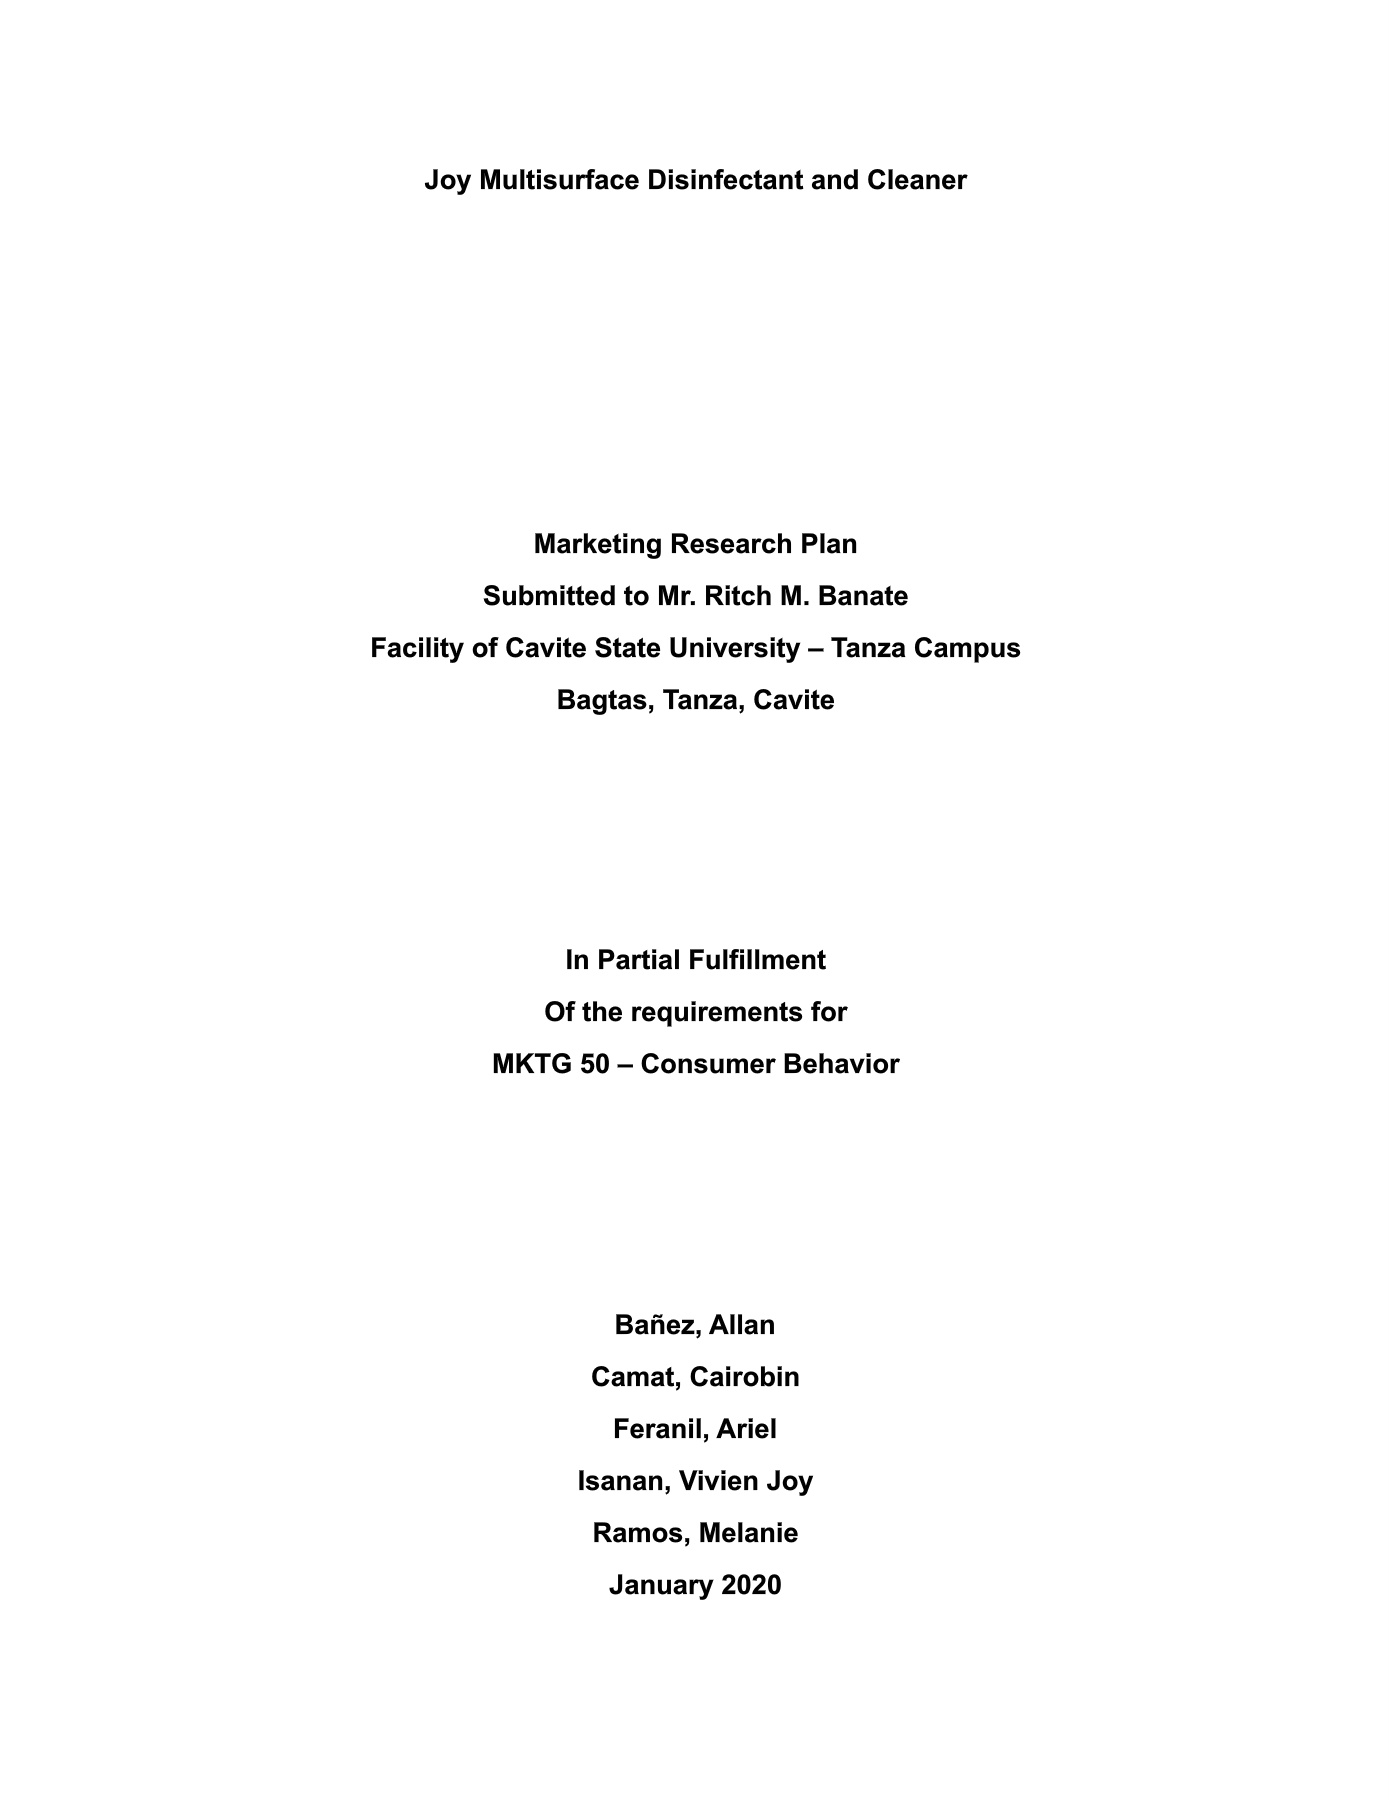 Joy Multisurface Disinfectant and Cleaner
Marketing Research Plan
Submitted to Mr. Ritch M. Banate
Facility of Cavite State University – Tanza Campus
Bagtas, Tanza, Cavite
In Partial Fulfillment
Of the requirements for
MKTG 50 – Consumer Behavior
Bañez, Allan
Camat, Cairobin
Feranil, Ariel
Isanan, Vivien Joy
Ramos, Melanie
January 2020